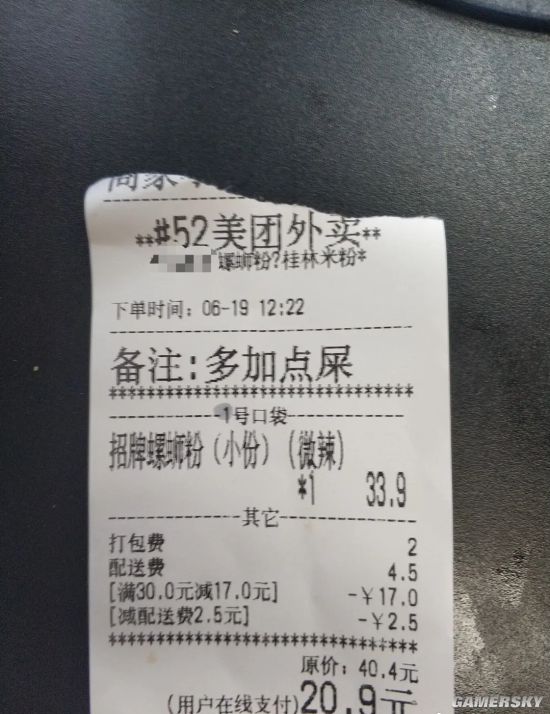 商家
**#52美团外卖**
螺蛳粉?桂林米粉*
下单时间：06-19 12:22
备注:多加点屎
************************************
1号口袋
招牌螺蛳粉（小份）（微辣）
*1 33.9
其它
打包费 2
配送费 4.5
[满30.0元减17.0元] -￥17.0
[减配送费2.5元] -￥2.5
************************************
原价：40.4元
(用户在线支付)20.9元
GAMERSKY